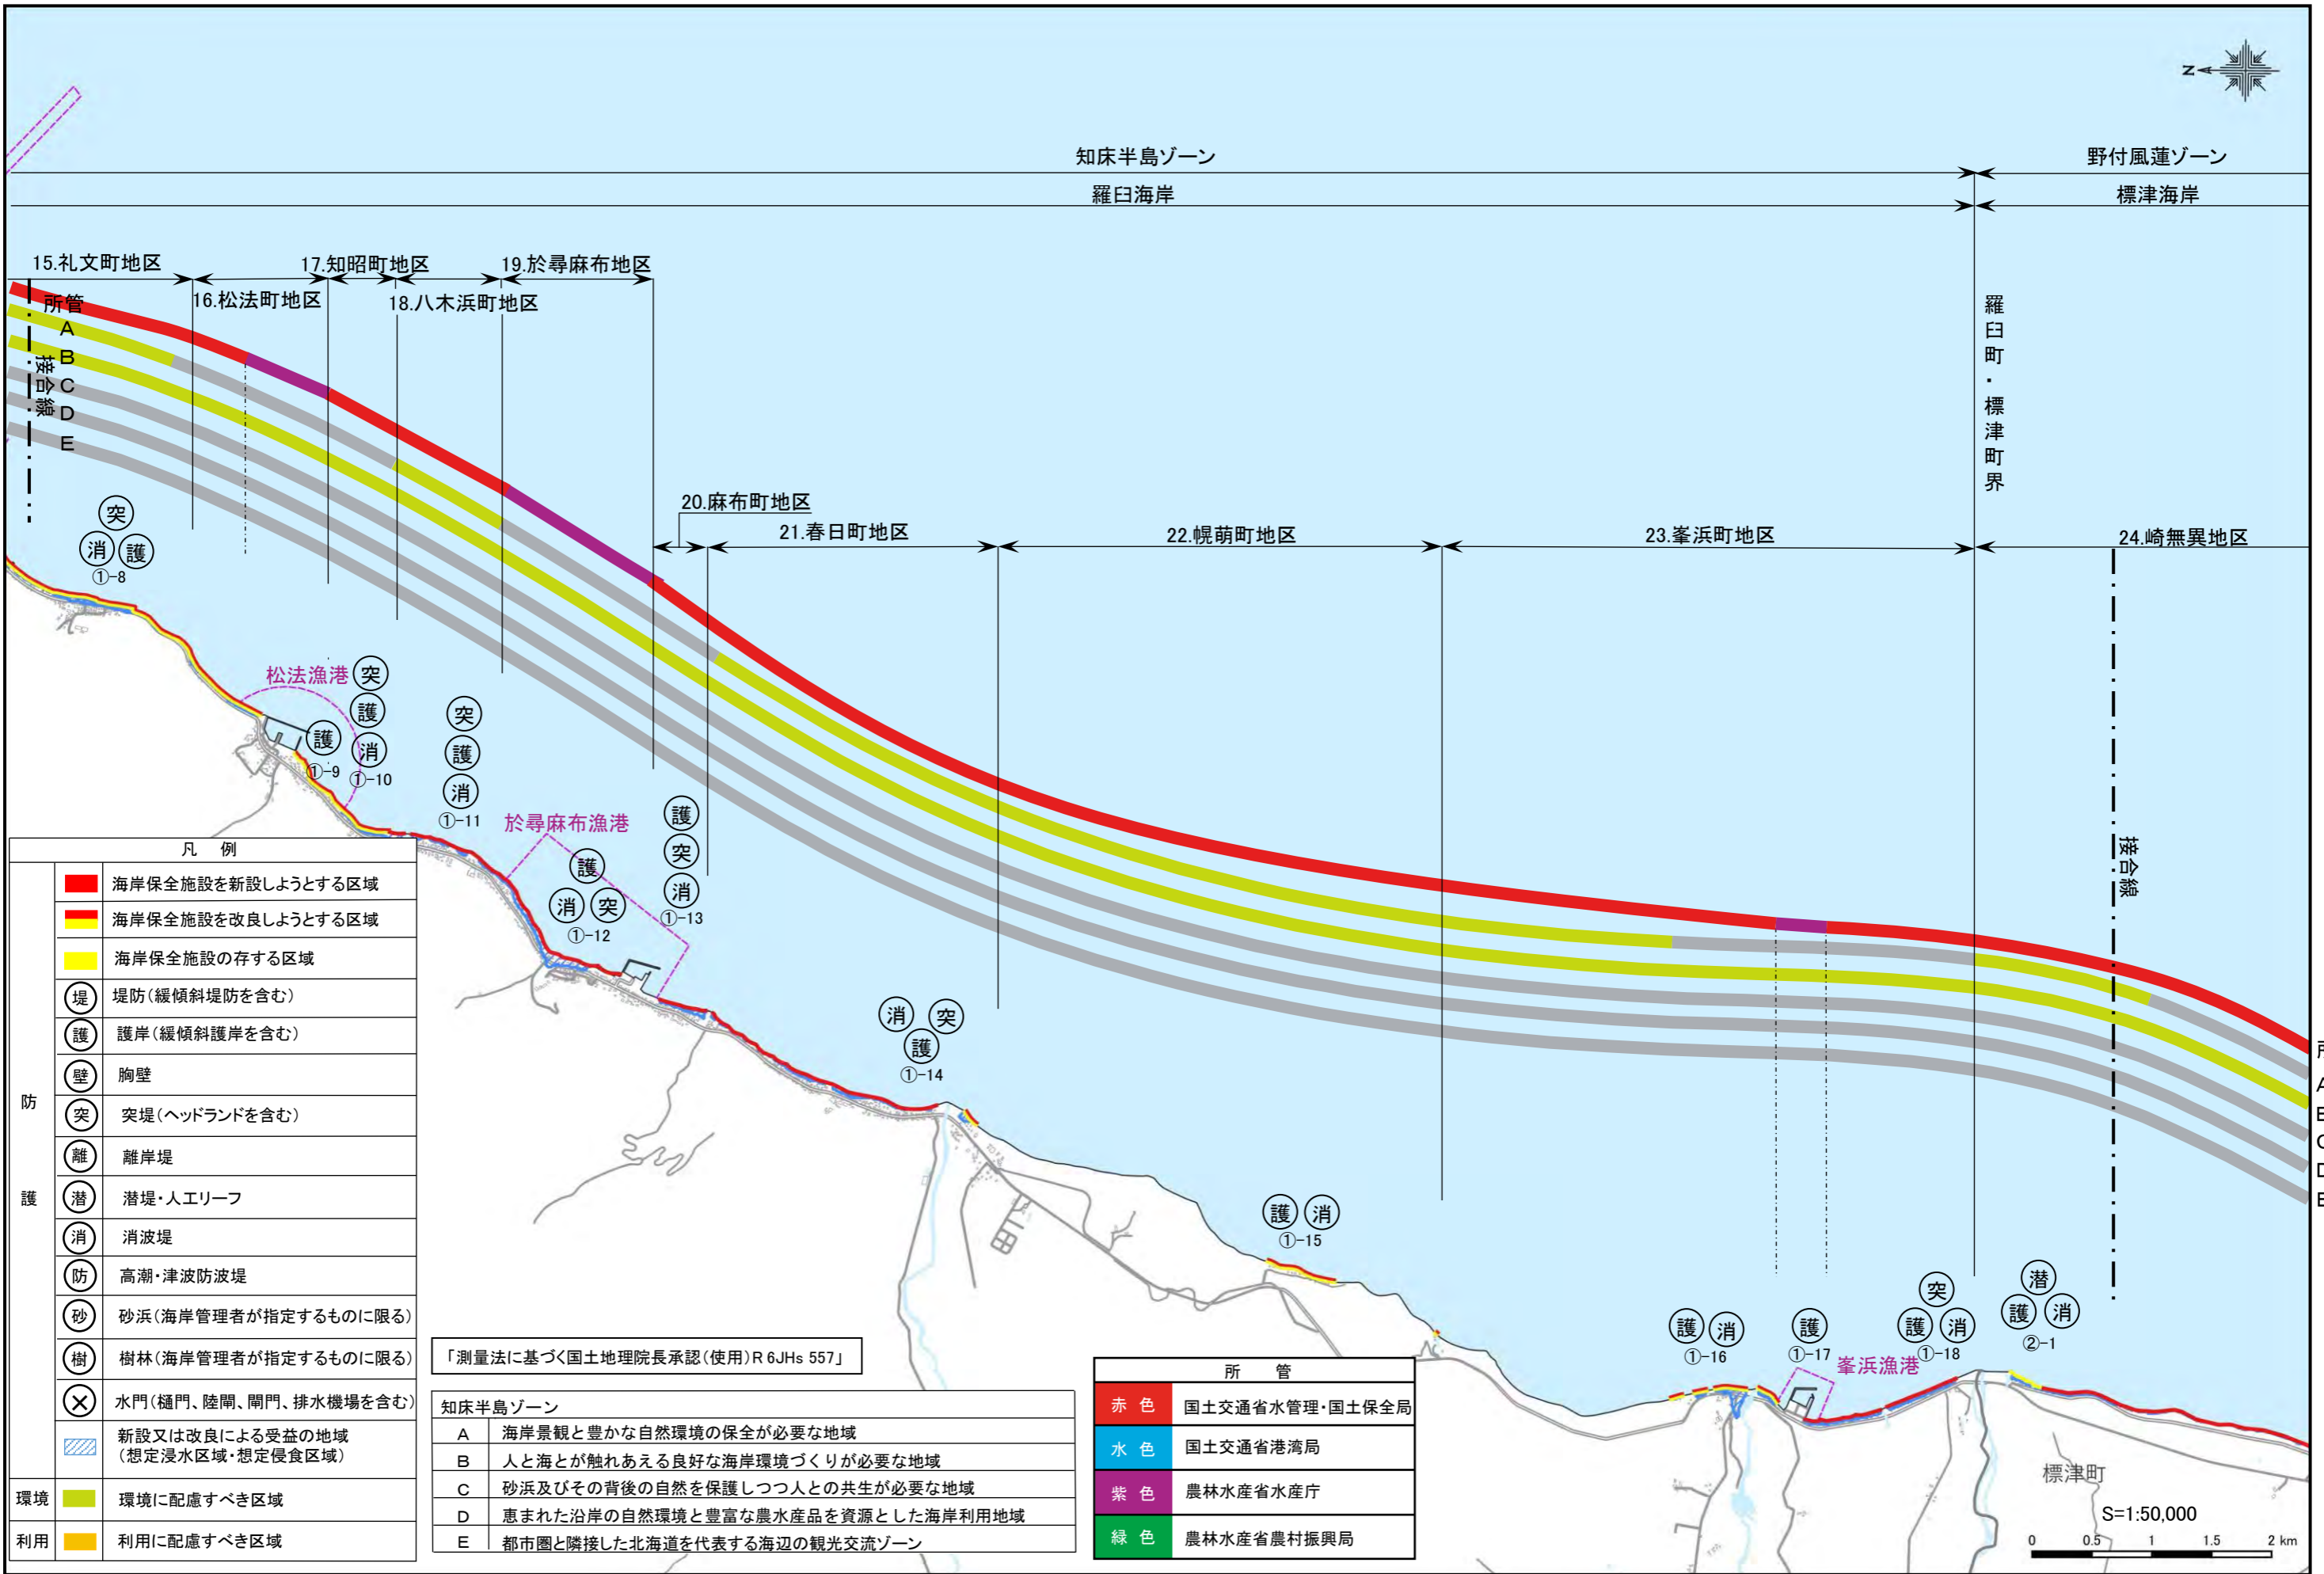 N
知床半島ゾーン
野付風蓮ゾーン
羅臼海岸
標津海岸
15.礼文町地区
16.松法町地区
17.知昭町地区
18.八木浜町地区
19.於尋麻布地区
20.麻布町地区
21.春日町地区
22.幌萌町地区
23.峯浜町地区
24.崎無異地区
羅臼町・標津町界
所管
A
B
C
D
E
接合線
接合線
突
消 護
①-8
松法漁港
突
護
消
①-10
護
①-9
突
護
消
①-11
於尋麻布漁港
護
消 突
①-12
護
突
消
①-13
消 突
護
①-14
護 消
①-15
護 消
①-16
護
①-17
峯浜漁港
突
護 消
①-18
潜
護 消
②-1
A
標津町
S=1:50,000
0 0.5 1 1.5 2 km
凡 例
防護
海岸保全施設を新設しようとする区域
海岸保全施設を改良しようとする区域
海岸保全施設の存する区域
堤 堤防(緩傾斜堤防を含む)
護 護岸(緩傾斜護岸を含む)
壁 胸壁
突 突堤(ヘッドランドを含む)
離 離岸堤
潜 潜堤・人工リーフ
消 消波堤
防 高潮・津波防波堤
砂 砂浜(海岸管理者が指定するものに限る)
樹 樹林(海岸管理者が指定するものに限る)
水門(樋門、陸閘、閘門、排水機場を含む)
新設又は改良による受益の地域
(想定浸水区域・想定侵食区域)
環境 環境に配慮すべき区域
利用 利用に配慮すべき区域
「測量法に基づく国土地理院長承認(使用)R 6JHs 557」
知床半島ゾーン
A 海岸景観と豊かな自然環境の保全が必要な地域
B 人と海とが触れあえる良好な海岸環境づくりが必要な地域
C 砂浜及びその背後の自然を保護しつつ人との共生が必要な地域
D 恵まれた沿岸の自然環境と豊富な農水産品を資源とした海岸利用地域
E 都市圏と隣接した北海道を代表する海辺の観光交流ゾーン
所 管
赤 色 国土交通省水管理・国土保全局
水 色 国土交通省港湾局
紫 色 農林水産省水産庁
緑 色 農林水産省農村振興局